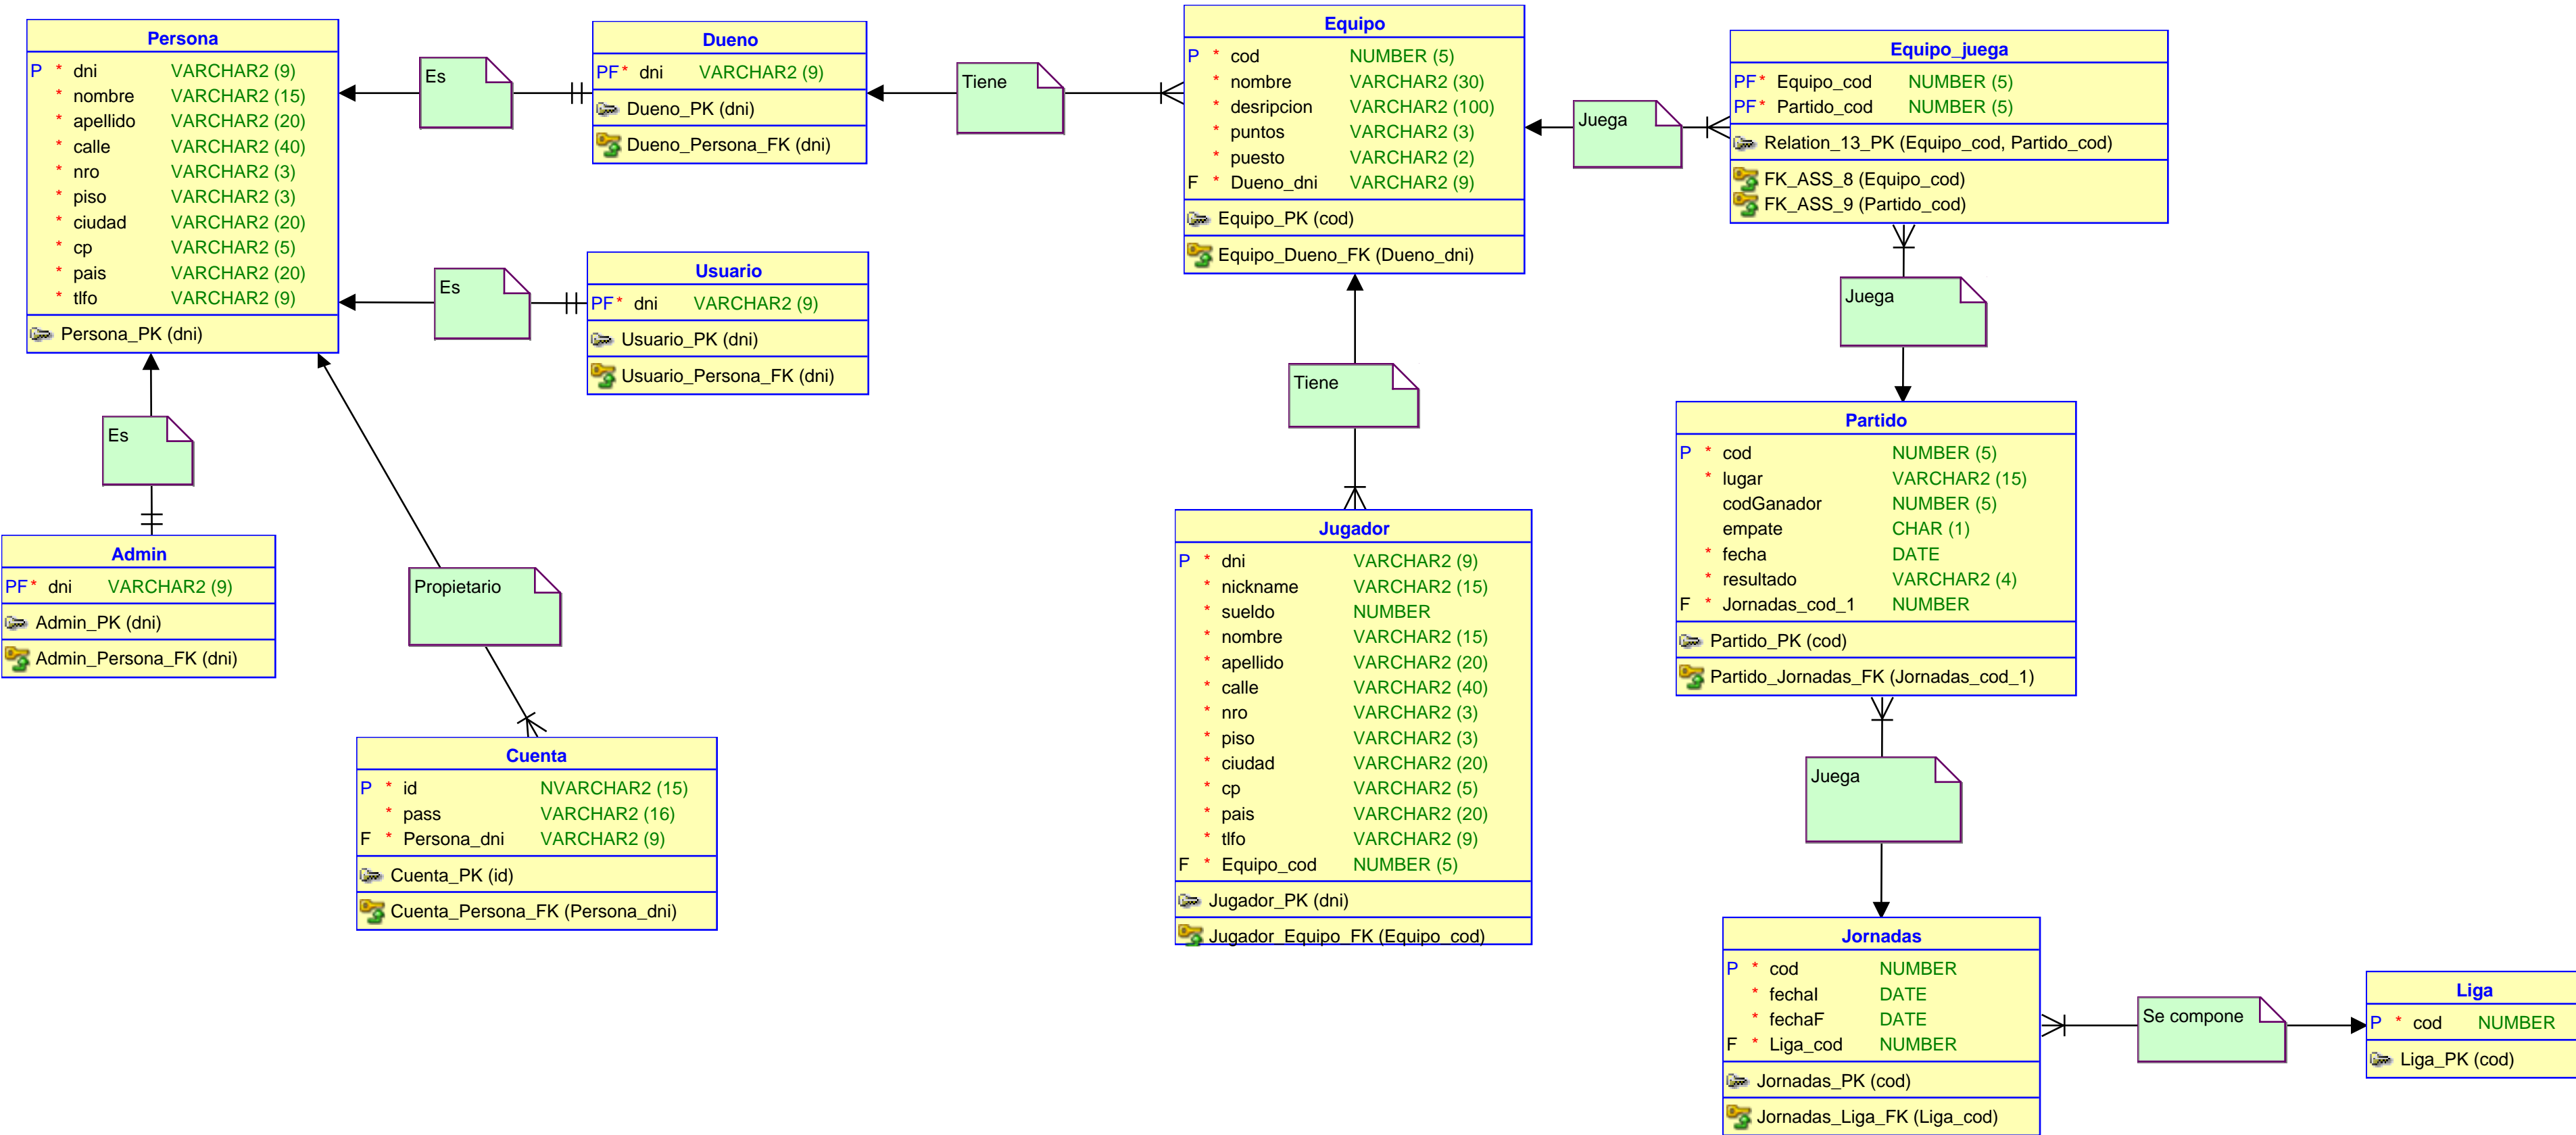 Persona
P * dni VARCHAR2 (9)
* nombre VARCHAR2 (15)
* apellido VARCHAR2 (20)
* calle VARCHAR2 (40)
* nro VARCHAR2 (3)
* piso VARCHAR2 (3)
* ciudad VARCHAR2 (20)
* cp VARCHAR2 (5)
* pais VARCHAR2 (20)
* tlfo VARCHAR2 (9)
Persona_PK (dni)
Es
Dueno
PF* dni VARCHAR2 (9)
Dueno_PK (dni)
Dueno_Persona_FK (dni)
Tiene
Equipo
P * cod NUMBER (5)
* nombre VARCHAR2 (30)
* desripcion VARCHAR2 (100)
* puntos VARCHAR2 (3)
* puesto VARCHAR2 (2)
F * Dueno_dni VARCHAR2 (9)
Equipo_PK (cod)
Equipo_Dueno_FK (Dueno_dni)
Juega
Equipo_juega
PF* Equipo_cod NUMBER (5)
PF* Partido_cod NUMBER (5)
Relation_13_PK (Equipo_cod, Partido_cod)
FK_ASS_8 (Equipo_cod)
FK_ASS_9 (Partido_cod)
Es
Usuario
PF* dni VARCHAR2 (9)
Usuario_PK (dni)
Usuario_Persona_FK (dni)
Juega
Tiene
Es
Admin
PF* dni VARCHAR2 (9)
Admin_PK (dni)
Admin_Persona_FK (dni)
Propietario
Cuenta
P * id NVARCHAR2 (15)
* pass VARCHAR2 (16)
F * Persona_dni VARCHAR2 (9)
Cuenta_PK (id)
Cuenta_Persona_FK (Persona_dni)
Jugador
P * dni VARCHAR2 (9)
* nickname VARCHAR2 (15)
* sueldo NUMBER
* nombre VARCHAR2 (15)
* apellido VARCHAR2 (20)
* calle VARCHAR2 (40)
* nro VARCHAR2 (3)
* piso VARCHAR2 (3)
* ciudad VARCHAR2 (20)
* cp VARCHAR2 (5)
* pais VARCHAR2 (20)
* tlfo VARCHAR2 (9)
F * Equipo_cod NUMBER (5)
Jugador_PK (dni)
Jugador_Equipo_FK (Equipo_cod)
Partido
P * cod NUMBER (5)
* lugar VARCHAR2 (15)
codGanador NUMBER (5)
empate CHAR (1)
* fecha DATE
* resultado VARCHAR2 (4)
F * Jornadas_cod_1 NUMBER
Partido_PK (cod)
Partido_Jornadas_FK (Jornadas_cod_1)
Juega
Jornadas
P * cod NUMBER
* fechaI DATE
* fechaF DATE
F * Liga_cod NUMBER
Jornadas_PK (cod)
Jornadas_Liga_FK (Liga_cod)
Se compone
Liga
P * cod NUMBER
Liga_PK (cod)